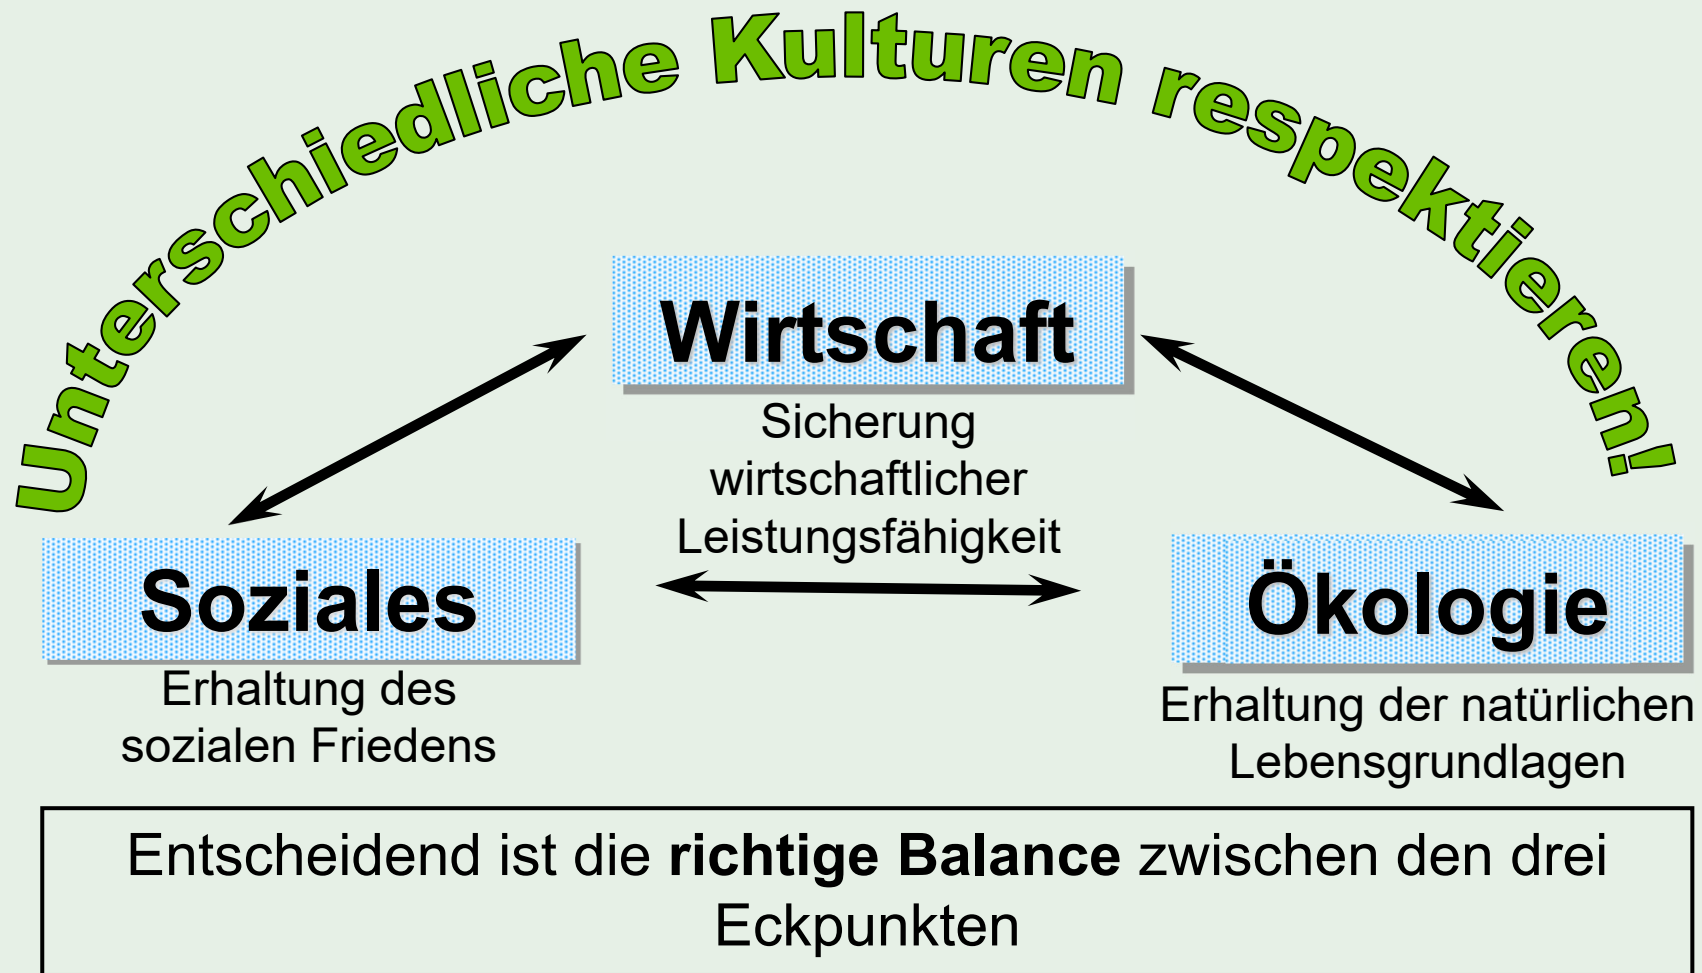 Unterschiedliche Kulturen respektieren!
Wirtschaft
Sicherung
wirtschaftlicher
Leistungsfähigkeit
Soziales
Erhaltung des
sozialen Friedens
Ökologie
Erhaltung der natürlichen
Lebensgrundlagen
Entscheidend ist die richtige Balance zwischen den drei
Eckpunkten